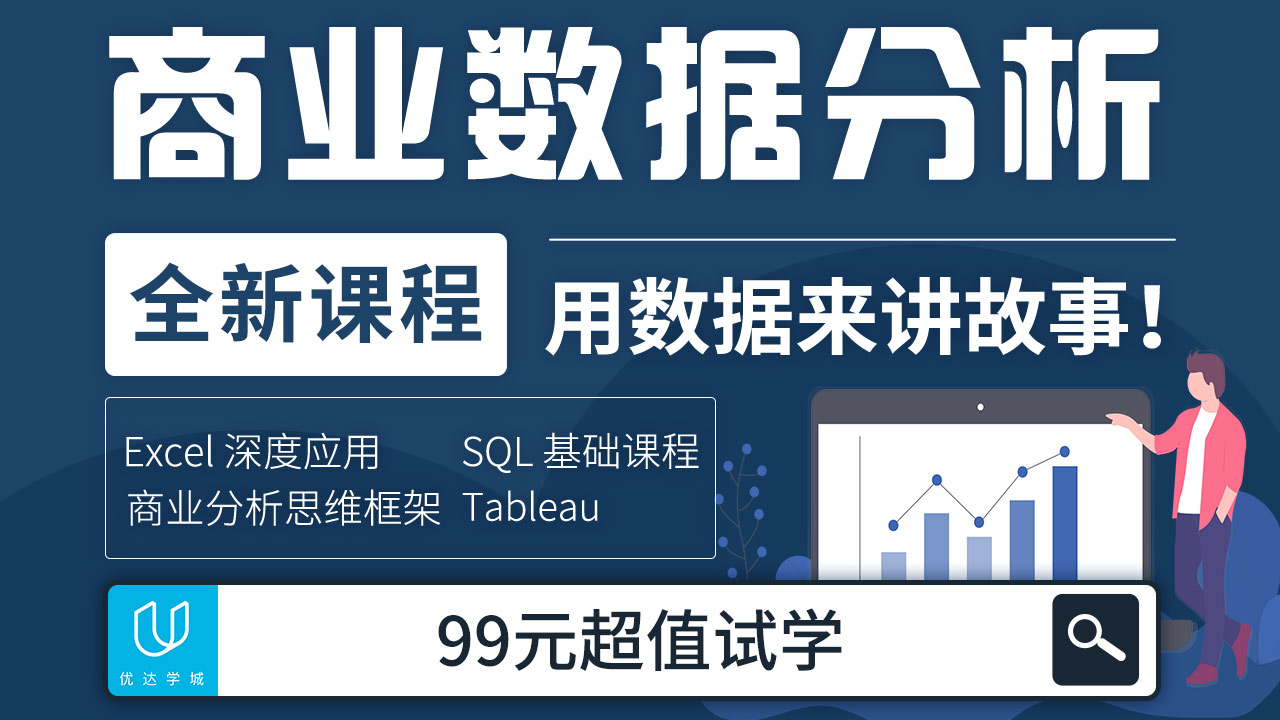 商业数据分析
全新课程
用数据来讲故事！
Excel 深度应用
SQL 基础课程
商业分析思维框架
Tableau
99元超值试学
优达学城